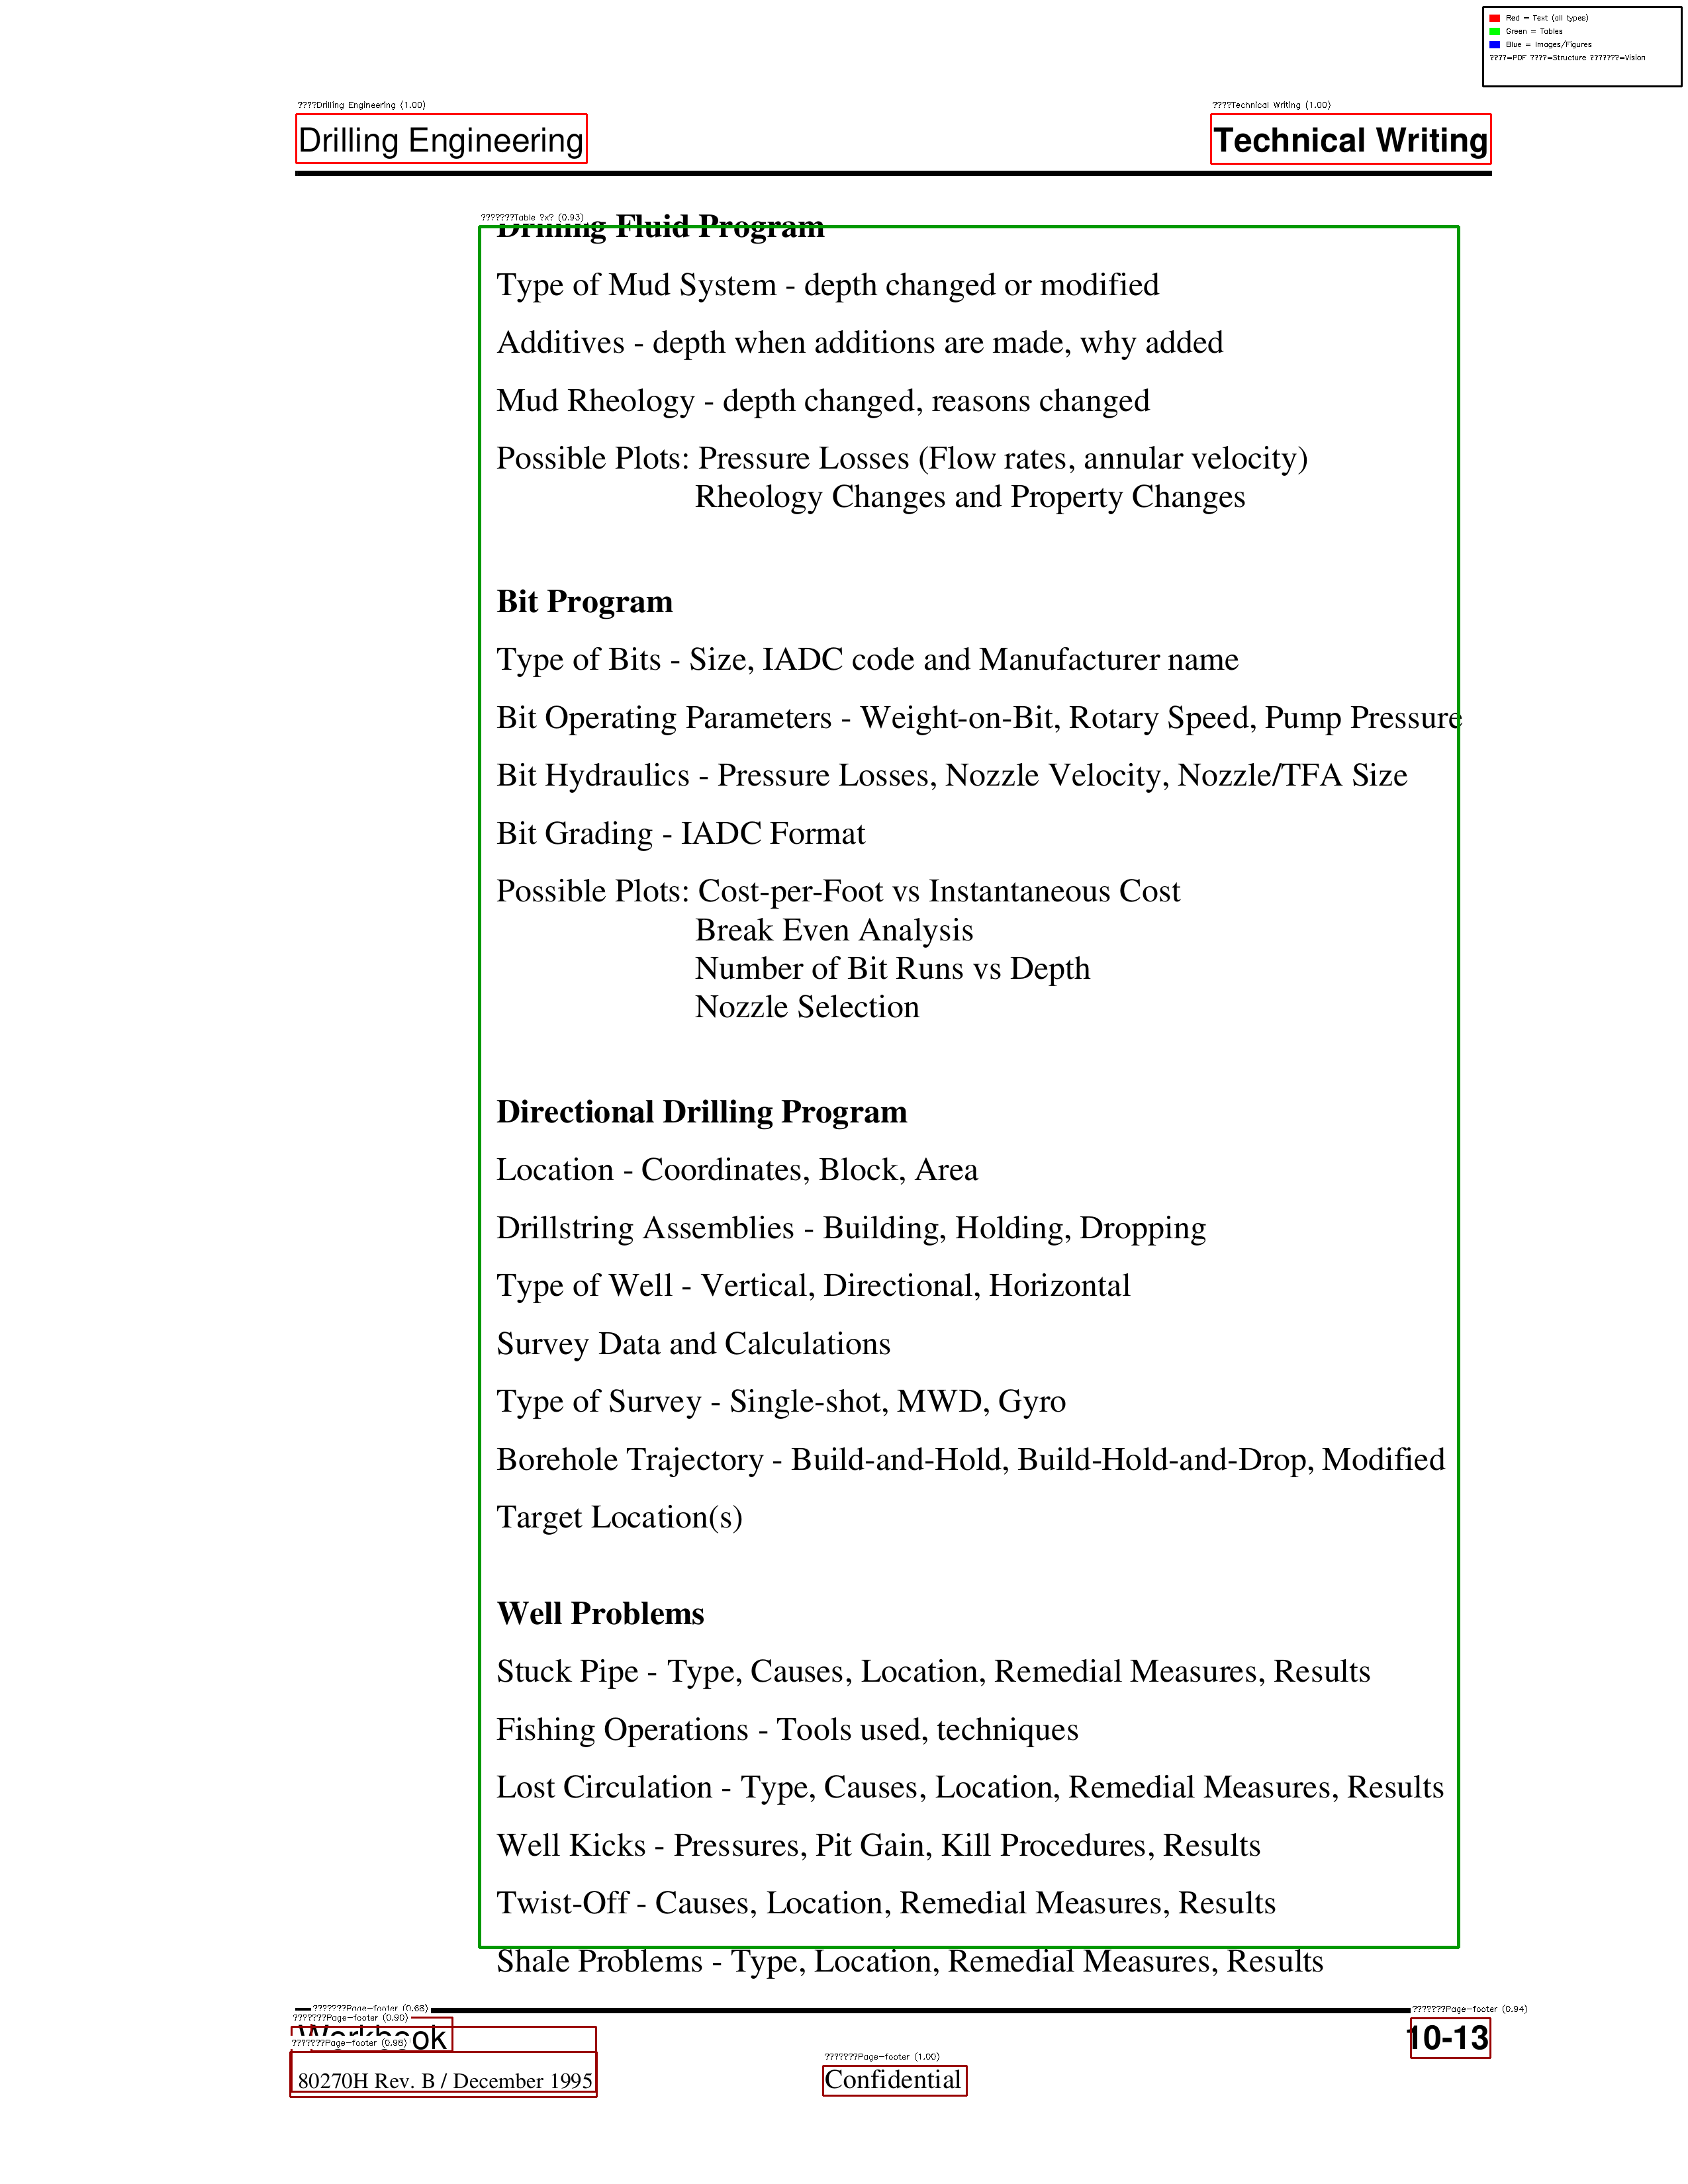 Red = Text (all types)
Green = Tables
Blue = Images/Figures
????=PDF ????=Structure ???????=Vision
????Drilling Engineering (1.00)
????Technical Writing (1.00)
Drilling Engineering
Technical Writing
???????Table ?x? (0.93)
Drilling Fluid Program
Type of Mud System - depth changed or modified
Additives - depth when additions are made, why added
Mud Rheology - depth changed, reasons changed
Possible Plots: Pressure Losses (Flow rates, annular velocity)
Rheology Changes and Property Changes
Bit Program
Type of Bits - Size, IADC code and Manufacturer name
Bit Operating Parameters - Weight-on-Bit, Rotary Speed, Pump Pressure
Bit Hydraulics - Pressure Losses, Nozzle Velocity, Nozzle/TFA Size
Bit Grading - IADC Format
Possible Plots: Cost-per-Foot vs Instantaneous Cost
Break Even Analysis
Number of Bit Runs vs Depth
Nozzle Selection
Directional Drilling Program
Location - Coordinates, Block, Area
Drillstring Assemblies - Building, Holding, Dropping
Type of Well - Vertical, Directional, Horizontal
Survey Data and Calculations
Type of Survey - Single-shot, MWD, Gyro
Borehole Trajectory - Build-and-Hold, Build-Hold-and-Drop, Modified
Target Location(s)
Well Problems
Stuck Pipe - Type, Causes, Location, Remedial Measures, Results
Fishing Operations - Tools used, techniques
Lost Circulation - Type, Causes, Location, Remedial Measures, Results
Well Kicks - Pressures, Pit Gain, Kill Procedures, Results
Twist-Off - Causes, Location, Remedial Measures, Results
Shale Problems - Type, Location, Remedial Measures, Results
???????Page-footer (0.68)
???????Page-footer (0.94)
???????Page-footer (0.90)
Workbook
10-13
???????Page-footer (0.98)
???????Page-footer (1.00)
80270H Rev. B / December 1995
Confidential